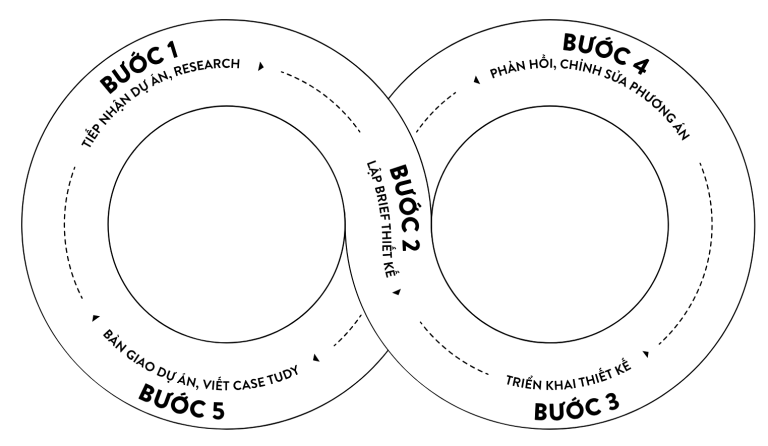 BƯỚC 1
TIẾP NHẬN DỰ ÁN, RESEARCH
BƯỚC 2
LẬP BRIEF THIẾT KẾ
BƯỚC 3
TRIỂN KHAI THIẾT KẾ
BƯỚC 4
PHẢN HỒI, CHỈNH SỬA PHƯƠNG ÁN
BƯỚC 5
BÀN GIAO DỰ ÁN, VIẾT CASE TUDY